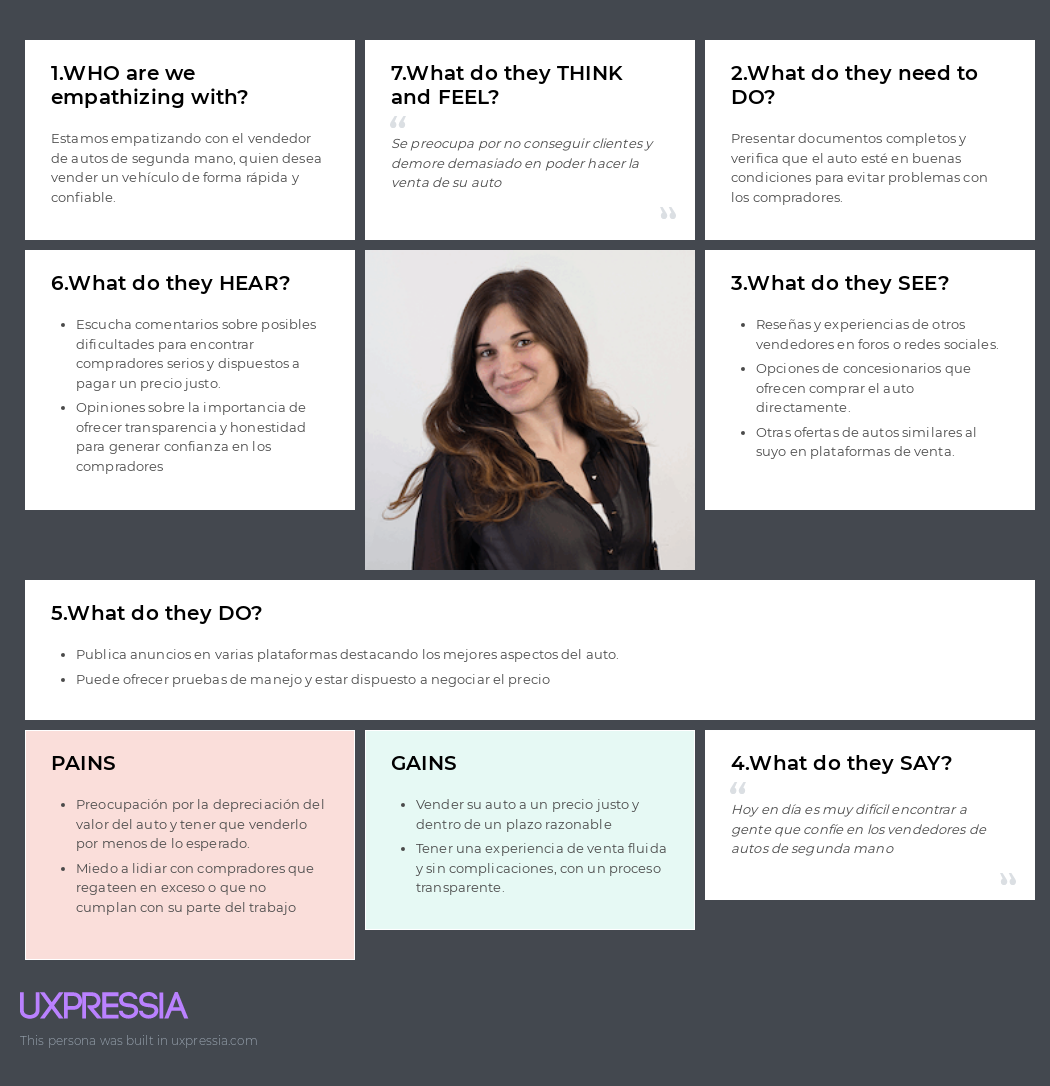 1.WHO are we
empathizing with?
Estamos empatizando con el vendedor
de autos de segunda mano, quien desea
vender un vehículo de forma rápida y
confiable.
7.What do they THINK
and FEEL?
“
Se preocupa por no conseguir clientes y
demore demasiado en poder hacer la
venta de su auto
”
2.What do they need to
DO?
Presentar documentos completos y
verifica que el auto esté en buenas
condiciones para evitar problemas con
los compradores.
6.What do they HEAR?
• Escucha comentarios sobre posibles
dificultades para encontrar
compradores serios y dispuestos a
pagar un precio justo.
• Opiniones sobre la importancia de
ofrecer transparencia y honestidad
para generar confianza en los
compradores
3.What do they SEE?
• Reseñas y experiencias de otros
vendedores en foros o redes sociales.
• Opciones de concesionarios que
ofrecen comprar el auto
directamente.
• Otras ofertas de autos similares al
suyo en plataformas de venta.
5.What do they DO?
• Publica anuncios en varias plataformas destacando los mejores aspectos del auto.
• Puede ofrecer pruebas de manejo y estar dispuesto a negociar el precio
PAINS
• Preocupación por la depreciación del
valor del auto y tener que venderlo
por menos de lo esperado.
• Miedo a lidiar con compradores que
regateen en exceso o que no
cumplan con su parte del trabajo
GAINS
• Vender su auto a un precio justo y
dentro de un plazo razonable
• Tener una experiencia de venta fluida
y sin complicaciones, con un proceso
transparente.
4.What do they SAY?
“
Hoy en día es muy difícil encontrar a
gente que confíe en los vendedores de
autos de segunda mano
”
UXPRESSIA
This persona was built in uxpressia.com